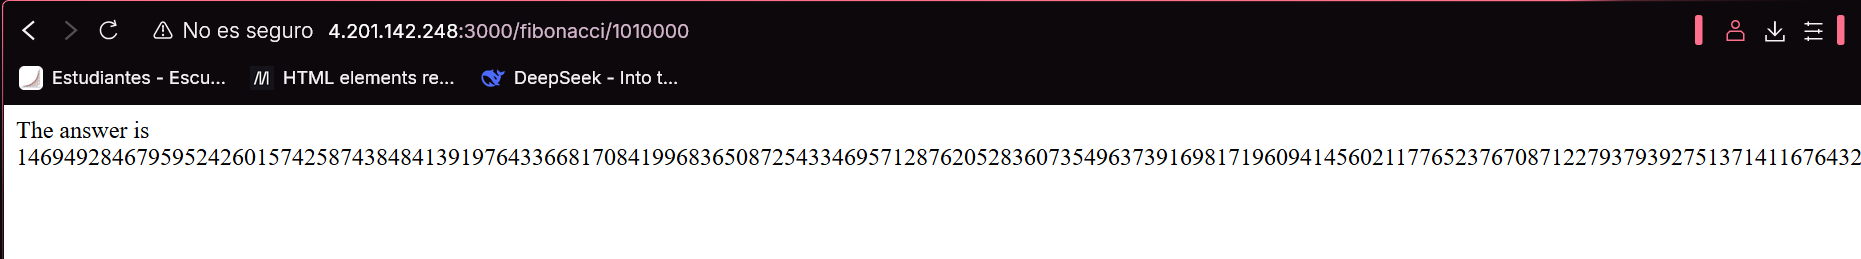 No es seguro 4.201.142.248:3000/fibonacci/1010000
Estudiantes - Escu... HTML elements re... DeepSeek - Into t...
The answer is
1469492846795952426015742587438484139197643366817084199683650872543346957128762052836073549637391698171960941456021177652376708712279379392751371411676432